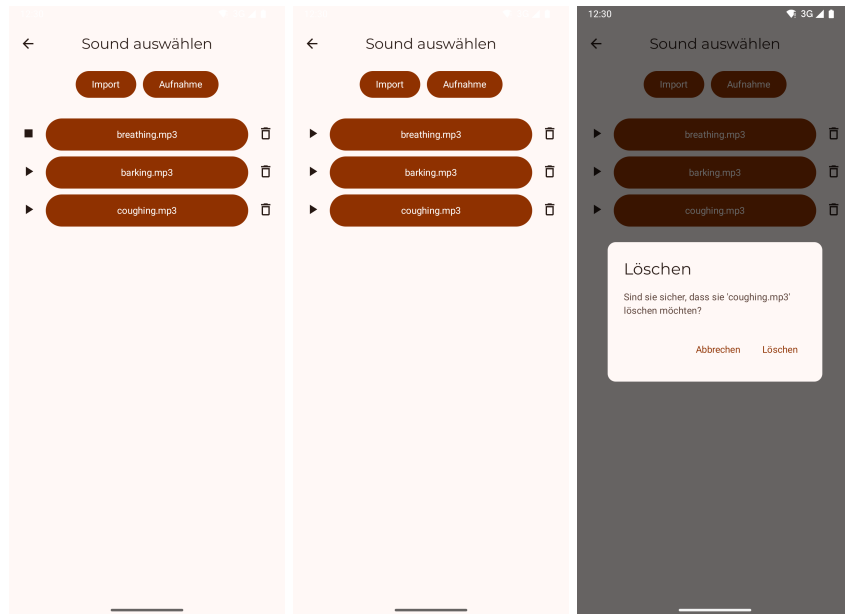 Sound auswählen
Import Aufnahme
breathing.mp3
barking.mp3
coughing.mp3
Sound auswählen
Import Aufnahme
breathing.mp3
barking.mp3
coughing.mp3
12:30 3G
Sound auswählen
Import Aufnahme
breathing.mp3
barking.mp3
coughing.mp3
Löschen
Sind sie sicher, dass sie 'coughing.mp3'
löschen möchten?
Abbrechen Löschen